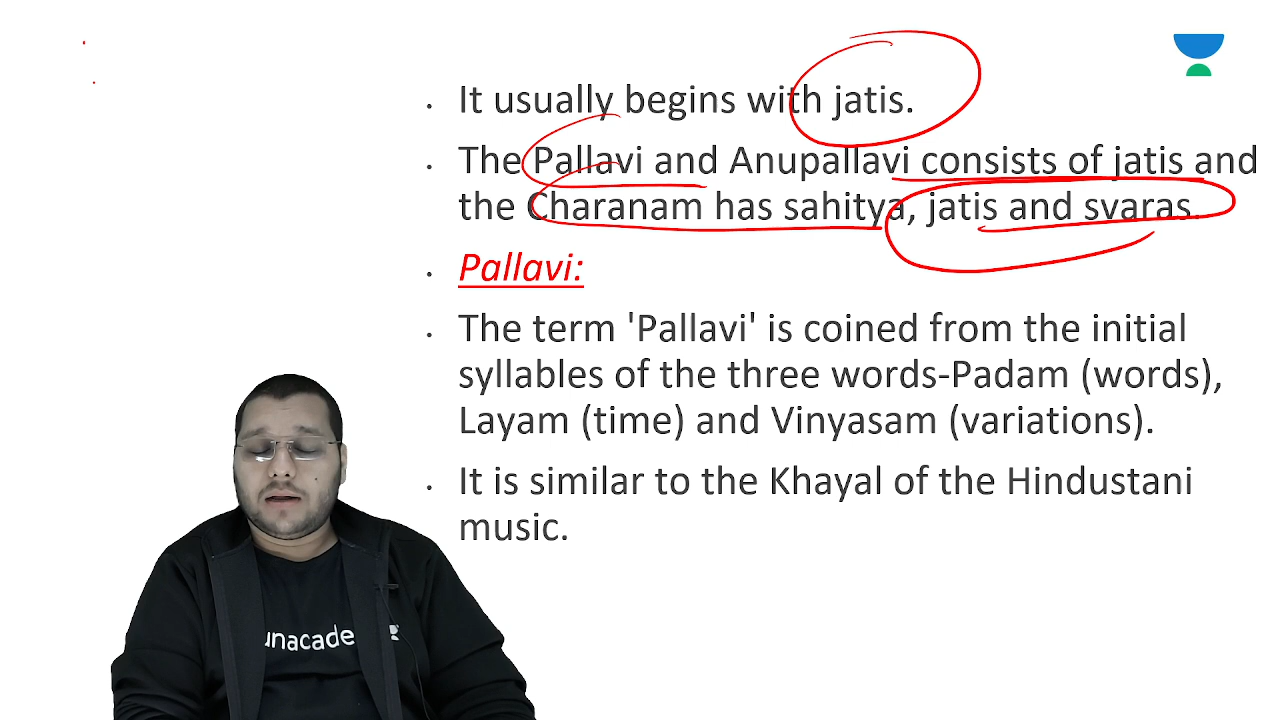 It usually begins with jatis.
The Pallavi and Anupallavi consists of jatis and
the Charanam has sahitya, jatis and svaras.
Pallavi:
The term 'Pallavi' is coined from the initial
syllables of the three words-Padam (words),
Layam (time) and Vinyasam (variations).
It is similar to the Khayal of the Hindustani
music.
unacade